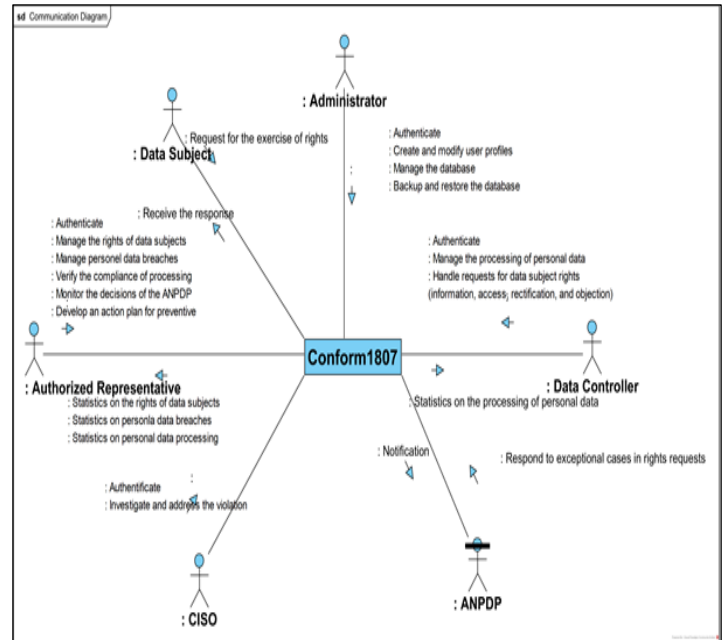 sd Communication Diagram
: Administrator
: Data Subject
: Request for the exercise of rights
: Authenticate
: Create and modify user profiles
: Manage the database
: Backup and restore the database
:
: Receive the response
: Authenticate
: Manage the rights of data subjects
: Manage personel data breaches
: Verify the compliance of processing
: Monitor the decisions of the ANPDP
: Develop an action plan for preventive
: Authenticate
: Manage the processing of personal data
: Handle requests for data subject rights
(information, access, rectification, and objection)
Conform1807
: Authorized Representative
: Data Controller
: Statistics on the rights of data subjects
: Statistics on personla data breaches
: Statistics on personal data processing
: Statistics on the processing of personal data
: Notification
: Respond to exceptional cases in rights requests
:
: Authentificate
: Investigate and address the violation
: CISO
: ANPDP